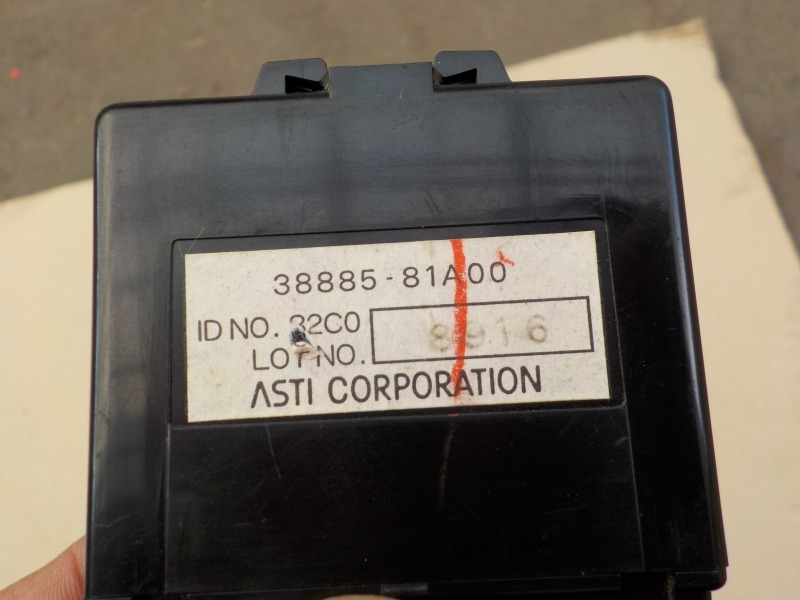 38885-81A00
ID NO. 32C0
LOT NO. 8916
ASTI CORPORATION